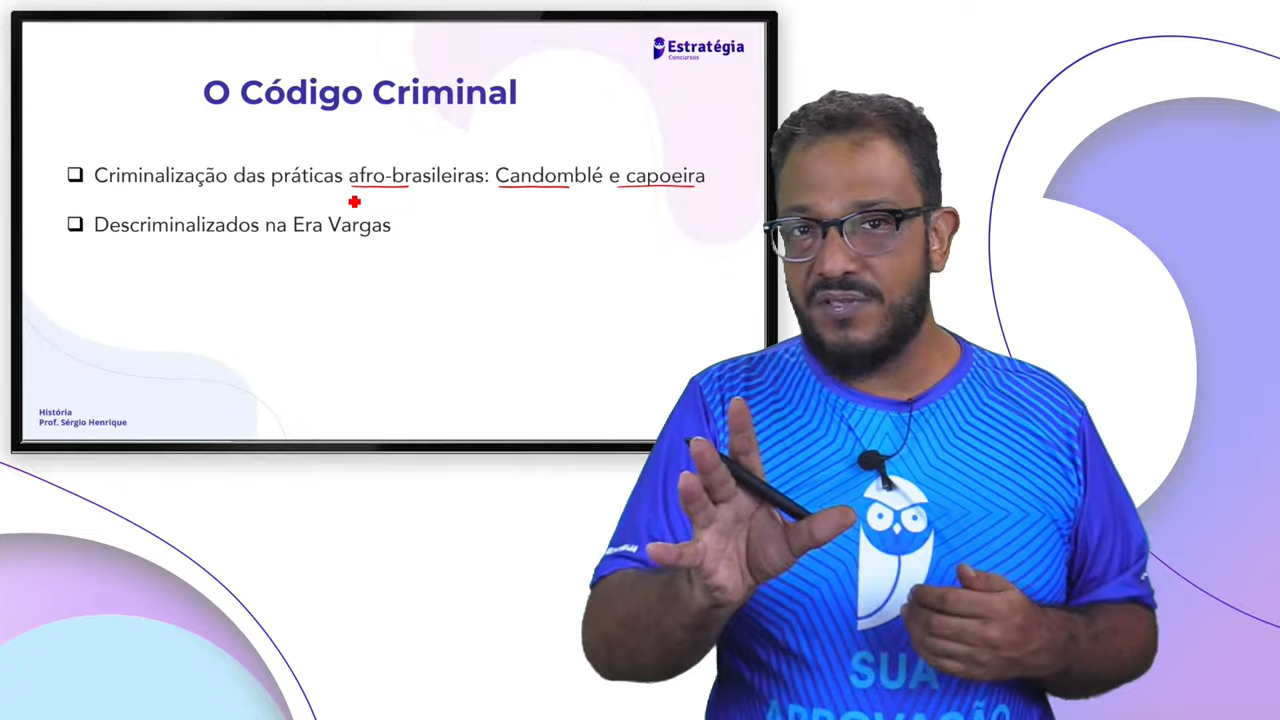 Estratégia
Concursos
O Código Criminal
❑ Criminalização das práticas afro-brasileiras: Candomblé e capoeira
❑ Descriminalizados na Era Vargas
História
Prof. Sérgio Henrique
SUA
APROVAÇÃO